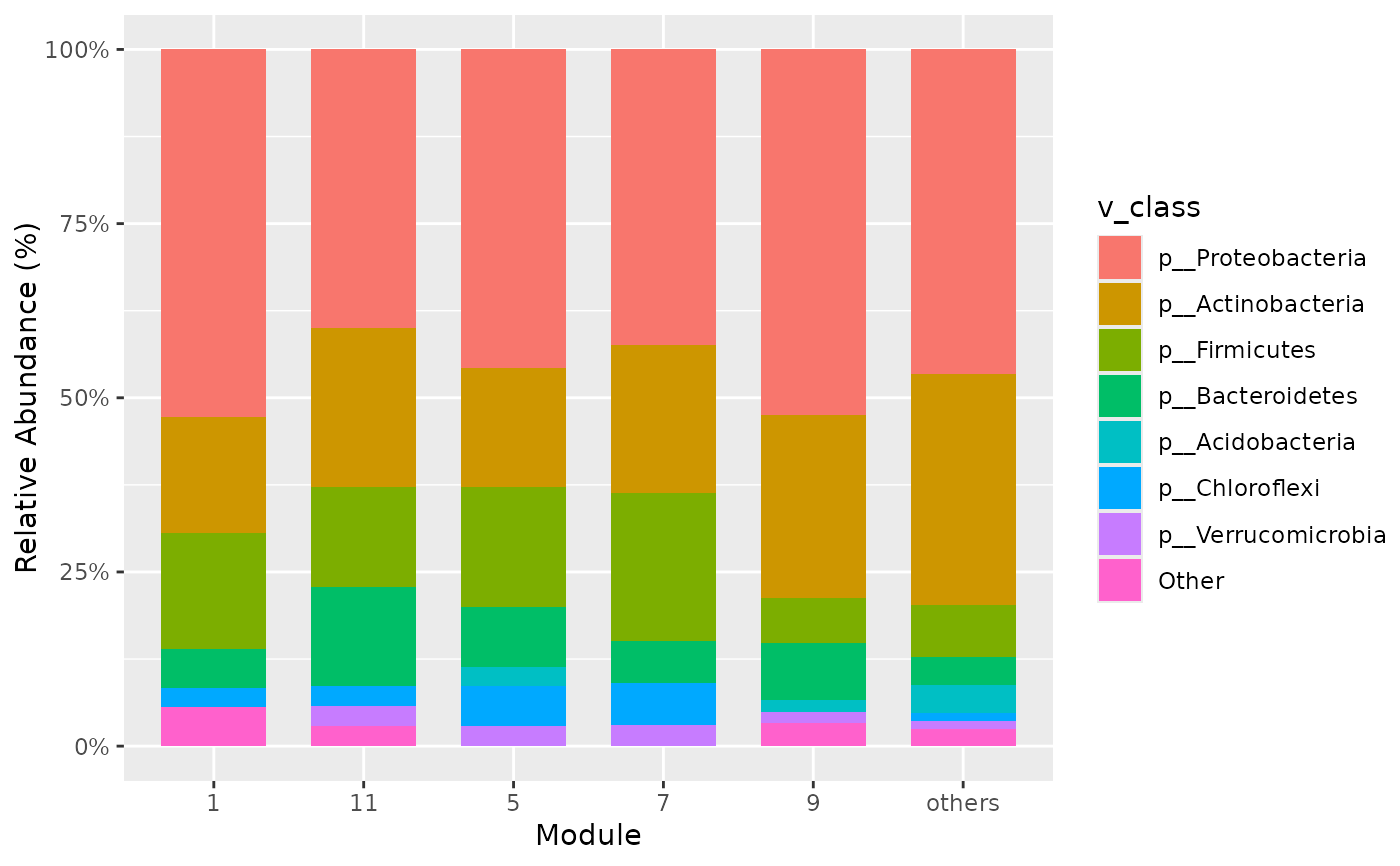 100%
75%
50%
25%
0%
Relative Abundance (%)
1 11 5 7 9 others
Module
v_class
p__Proteobacteria
p__Actinobacteria
p__Firmicutes
p__Bacteroidetes
p__Acidobacteria
p__Chloroflexi
p__Verrucomicrobia
Other